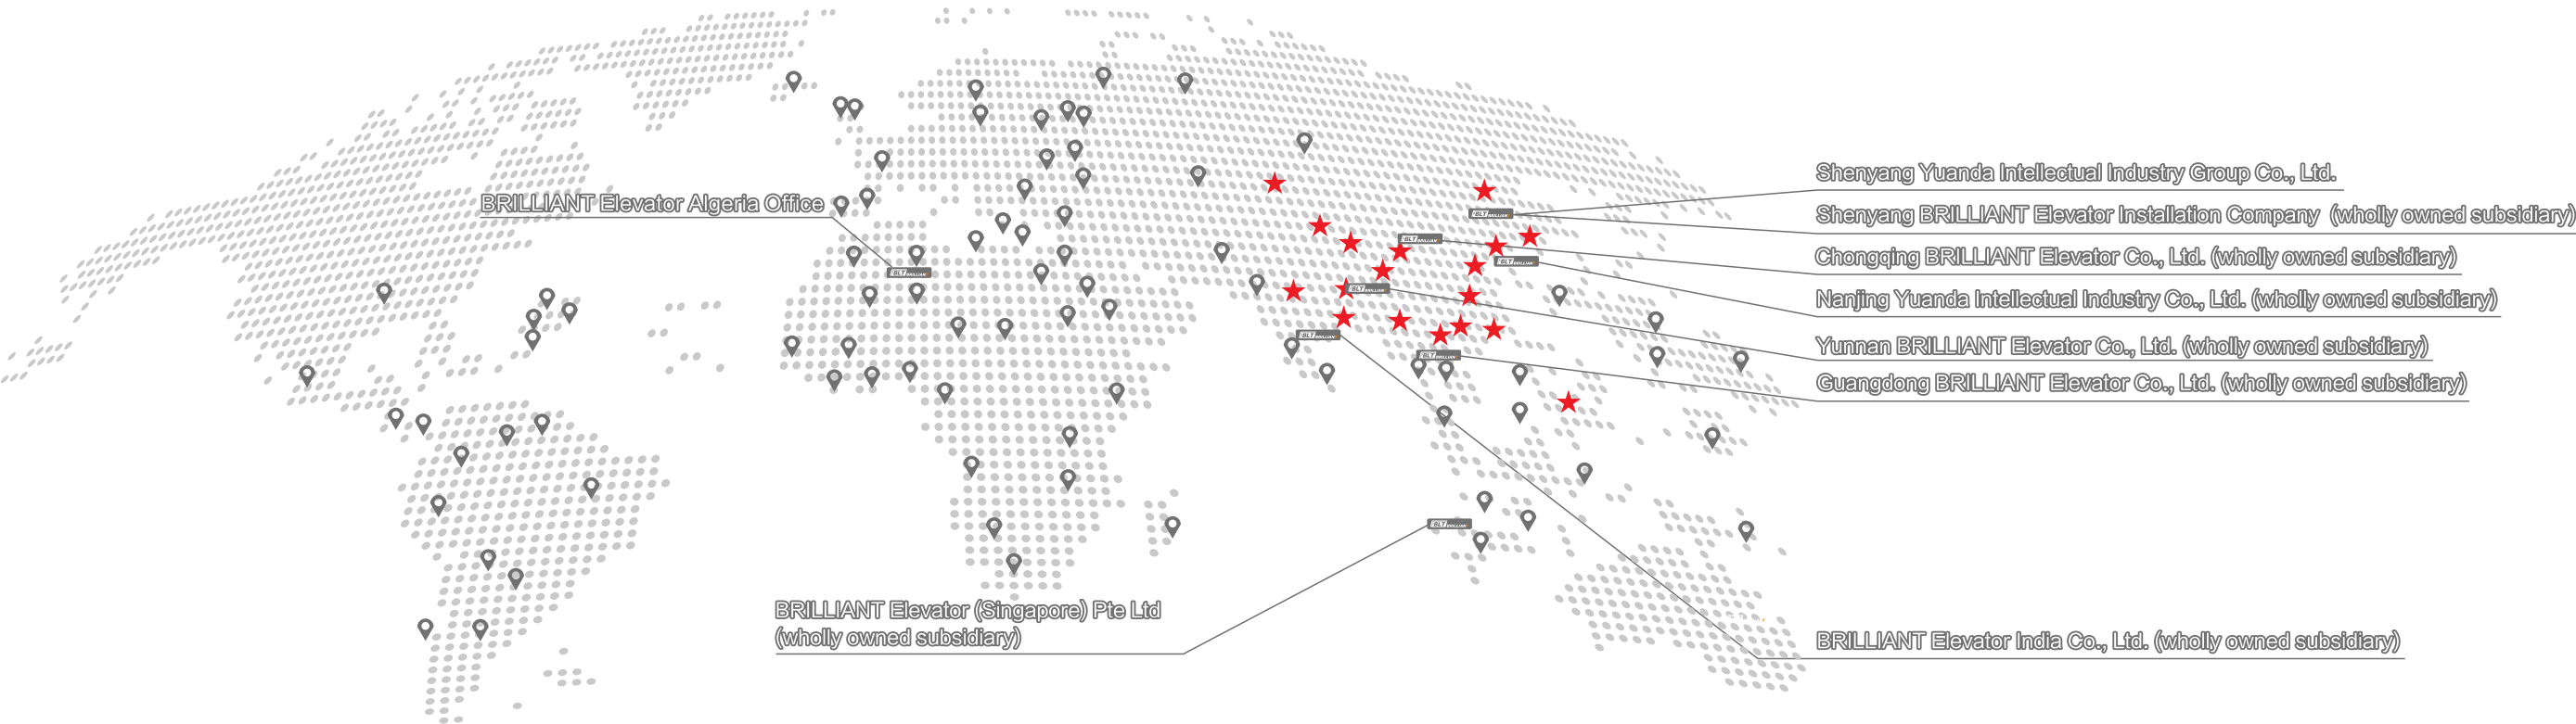 Shenyang Yuanda Intellectual Industry Group Co., Ltd.
BRILLIANT Elevator Algeria Office
Shenyang BRILLIANT Elevator Installation Company (wholly owned subsidiary)
Chongqing BRILLIANT Elevator Co., Ltd. (wholly owned subsidiary)
Nanjing Yuanda Intellectual Industry Co., Ltd. (wholly owned subsidiary)
Yunnan BRILLIANT Elevator Co., Ltd. (wholly owned subsidiary)
Guangdong BRILLIANT Elevator Co., Ltd. (wholly owned subsidiary)
BRILLIANT Elevator (Singapore) Pte Ltd
(wholly owned subsidiary)
BRILLIANT Elevator India Co., Ltd. (wholly owned subsidiary)